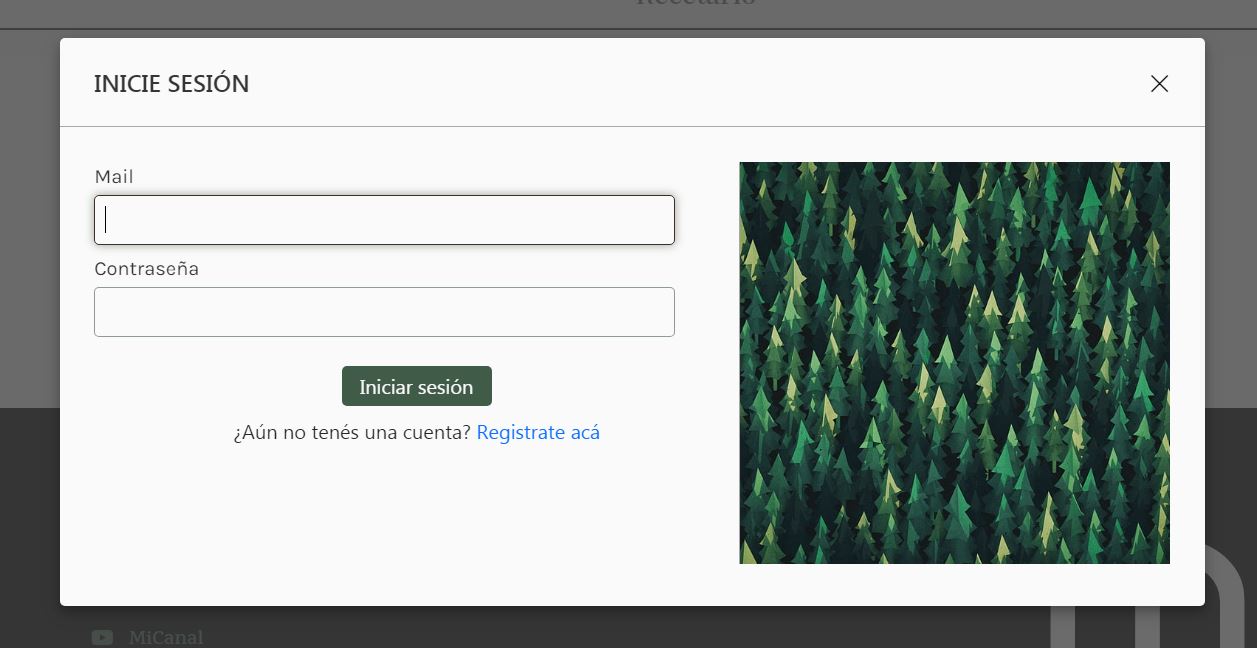 Recetario
INICIE SESIÓN
Mail
Contraseña
Iniciar sesión
¿Aún no tenés una cuenta? Registrate acá
MiCanal